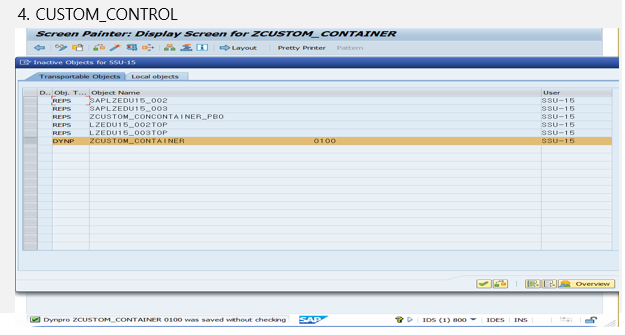 4. CUSTOM_CONTROL
Screen Painter: Display Screen for ZCUSTOM_CONTAINER
Layout Pretty Printer Pattern
Inactive Objects for SSU-15
Transportable Objects Local objects
D.. Obj. T... Object Name User
REPS SAPLZEDU15_002 SSU-15
REPS SAPLZEDU15_003 SSU-15
REPS ZCUSTOM_CONCONTAINER_PBO SSU-15
REPS LZEDU15_002TOP SSU-15
REPS LZEDU15_003TOP SSU-15
DYNP ZCUSTOM_CONTAINER 0100 SSU-15
Overview
Dynpro ZCUSTOM_CONTAINER 0100 was saved without checking SAP IDS (1) 800 IDES INS